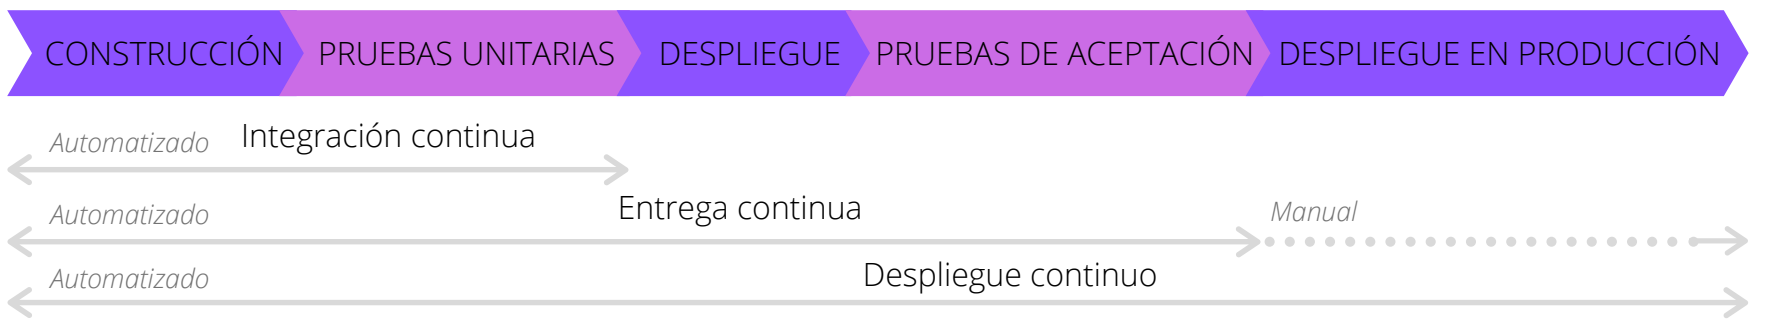 CONSTRUCCIÓN PRUEBAS UNITARIAS DESPLIEGUE PRUEBAS DE ACEPTACIÓN DESPLIEGUE EN PRODUCCIÓN
Automatizado Integración continua
Automatizado Entrega continua Manual
Automatizado Despliegue continuo